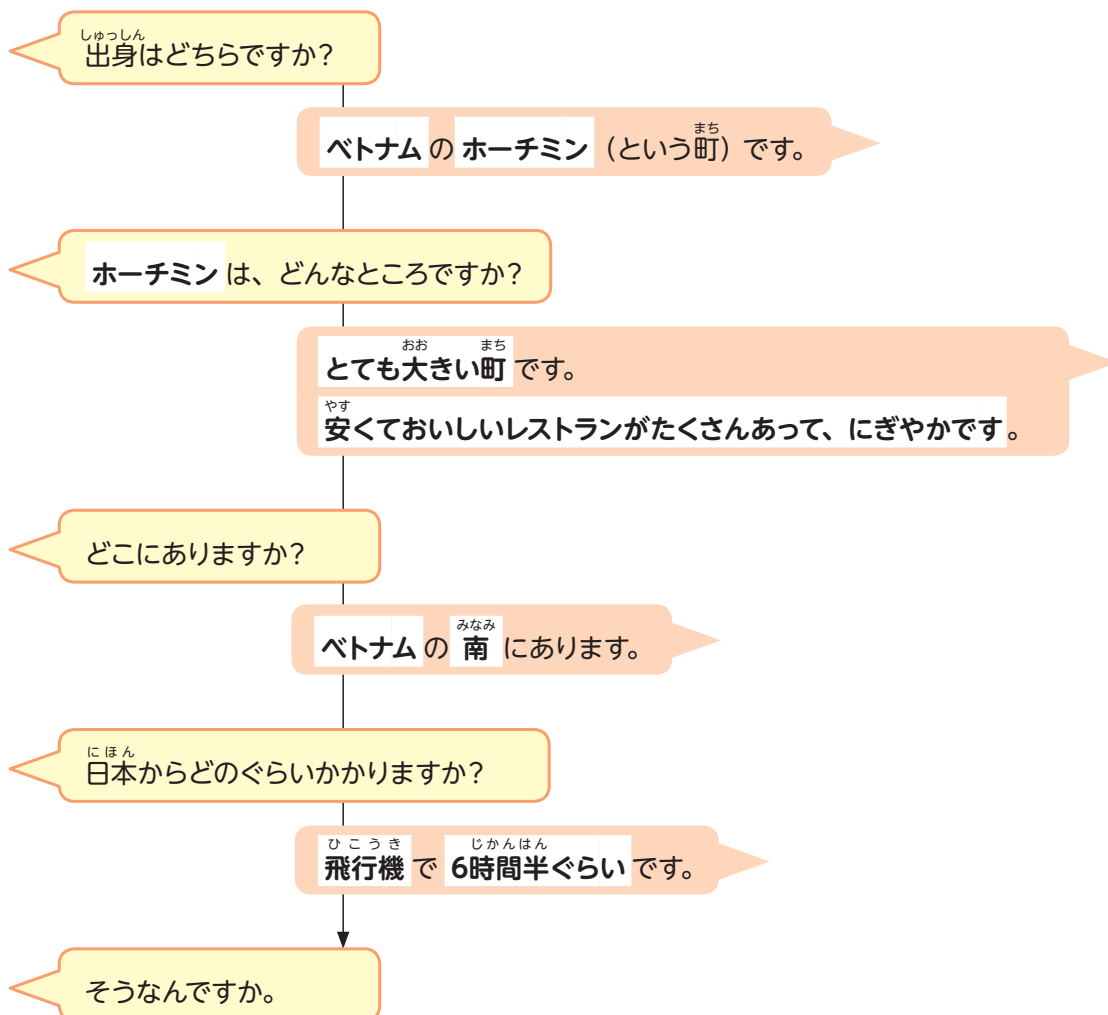 しゅっしん
出身はどちらですか？
まち
ベトナムのホーチミン（という町）です。
ホーチミンは、どんなところですか？
おお まち
とても大きい町です。
やす
安くておいしいレストランがたくさんあって、にぎやかです。
どこにありますか？
みなみ
ベトナムの南にあります。
にほん
日本からどのぐらいかかりますか？
ひこうき じかんはん
飛行機で6時間半ぐらいです。
そうなんですか。